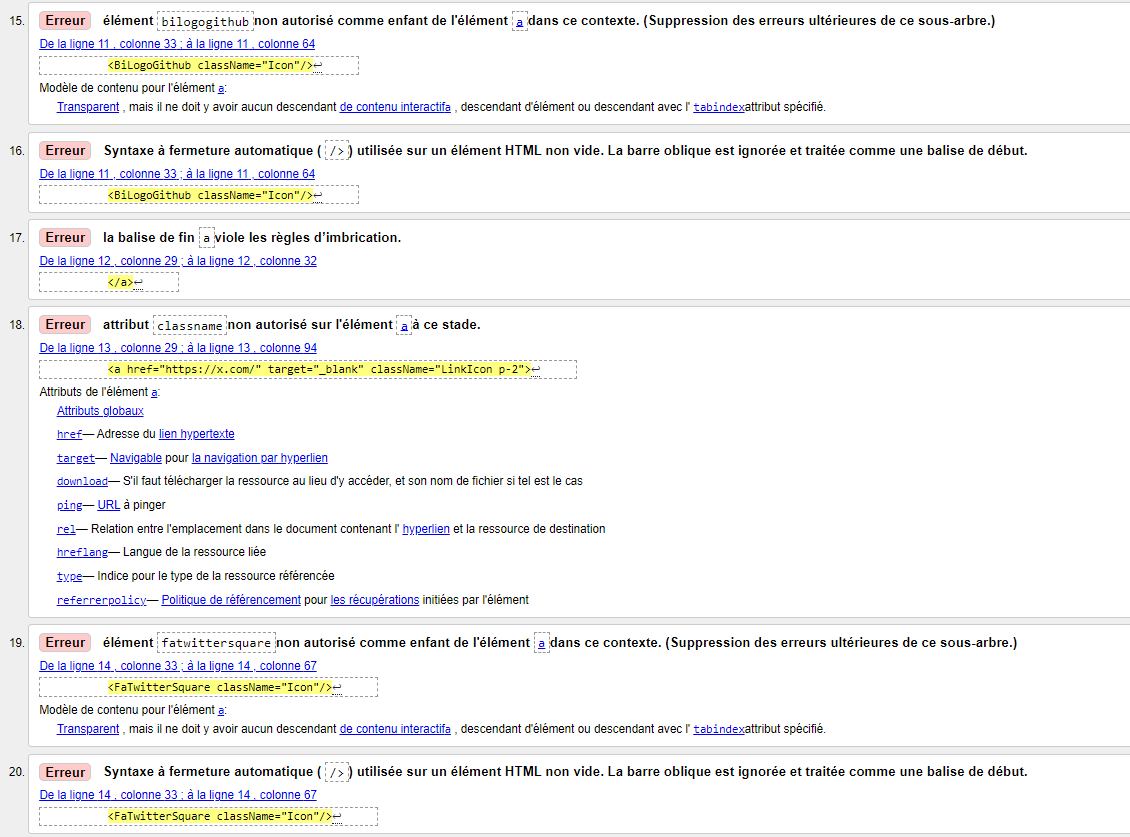 15. Erreur élément bilogogithub non autorisé comme enfant de l'élément a dans ce contexte. (Suppression des erreurs ultérieures de ce sous-arbre.)
De la ligne 11 , colonne 33 ; à la ligne 11 , colonne 64
<BiLogoGithub className="Icon"/>↩
Modèle de contenu pour l'élément a:
Transparent , mais il ne doit y avoir aucun descendant de contenu interactifa , descendant d'élément ou descendant avec l' tabindexattribut spécifié.
16. Erreur Syntaxe à fermeture automatique ( />) utilisée sur un élément HTML non vide. La barre oblique est ignorée et traitée comme une balise de début.
De la ligne 11 , colonne 33 ; à la ligne 11 , colonne 64
<BiLogoGithub className="Icon"/>↩
17. Erreur la balise de fin a viole les règles d’imbrication.
De la ligne 12 , colonne 29 ; à la ligne 12 , colonne 32
</a>↩
18. Erreur attribut classname non autorisé sur l'élément a à ce stade.
De la ligne 13 , colonne 29 ; à la ligne 13 , colonne 94
<a href="https://x.com/" target="_blank" className="LinkIcon p-2">↩
Attributs de l'élément a:
Attributs globaux
href— Adresse du lien hypertexte
target— Navigable pour la navigation par hyperlien
download— S'il faut télécharger la ressource au lieu d'y accéder, et son nom de fichier si tel est le cas
ping— URL à pinger
rel— Relation entre l'emplacement dans le document contenant l' hyperlien et la ressource de destination
hreflang— Langue de la ressource liée
type— Indice pour le type de la ressource référencée
referrerpolicy— Politique de référencement pour les récupérations initiées par l'élément
19. Erreur élément fatwittersquare non autorisé comme enfant de l'élément a dans ce contexte. (Suppression des erreurs ultérieures de ce sous-arbre.)
De la ligne 14 , colonne 33 ; à la ligne 14 , colonne 67
<FaTwitterSquare className="Icon"/>↩
Modèle de contenu pour l'élément a:
Transparent , mais il ne doit y avoir aucun descendant de contenu interactifa , descendant d'élément ou descendant avec l' tabindexattribut spécifié.
20. Erreur Syntaxe à fermeture automatique ( />) utilisée sur un élément HTML non vide. La barre oblique est ignorée et traitée comme une balise de début.
De la ligne 14 , colonne 33 ; à la ligne 14 , colonne 67
<FaTwitterSquare className="Icon"/>↩